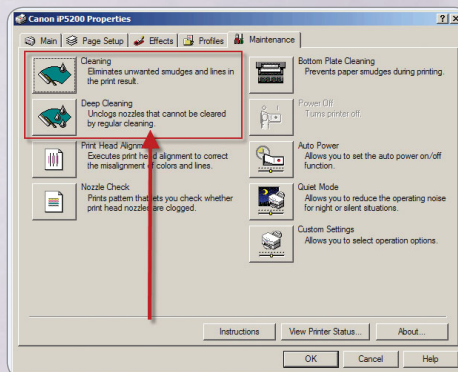 Canon iP5200 Properties
Main
Page Setup
Effects
Profiles
Maintenance
Cleaning
Eliminates unwanted smudges and lines in
the print result.
Deep Cleaning
Unclogs nozzles that cannot be cleared
by regular cleaning.
Print Head Alignment
Executes print head alignment to correct
the misalignment of colors and lines.
Nozzle Check
Prints pattern that lets you check whether
print head nozzles are clogged.
Bottom Plate Cleaning
Prevents paper smudges during printing.
Power Off
Turns printer off.
Auto Power
Allows you to set the auto power on/off
function.
Quiet Mode
Allows you to reduce the operating noise
for night or silent situations.
Custom Settings
Allows you to select operation options.
Instructions
View Printer Status...
About...
OK
Cancel
Help